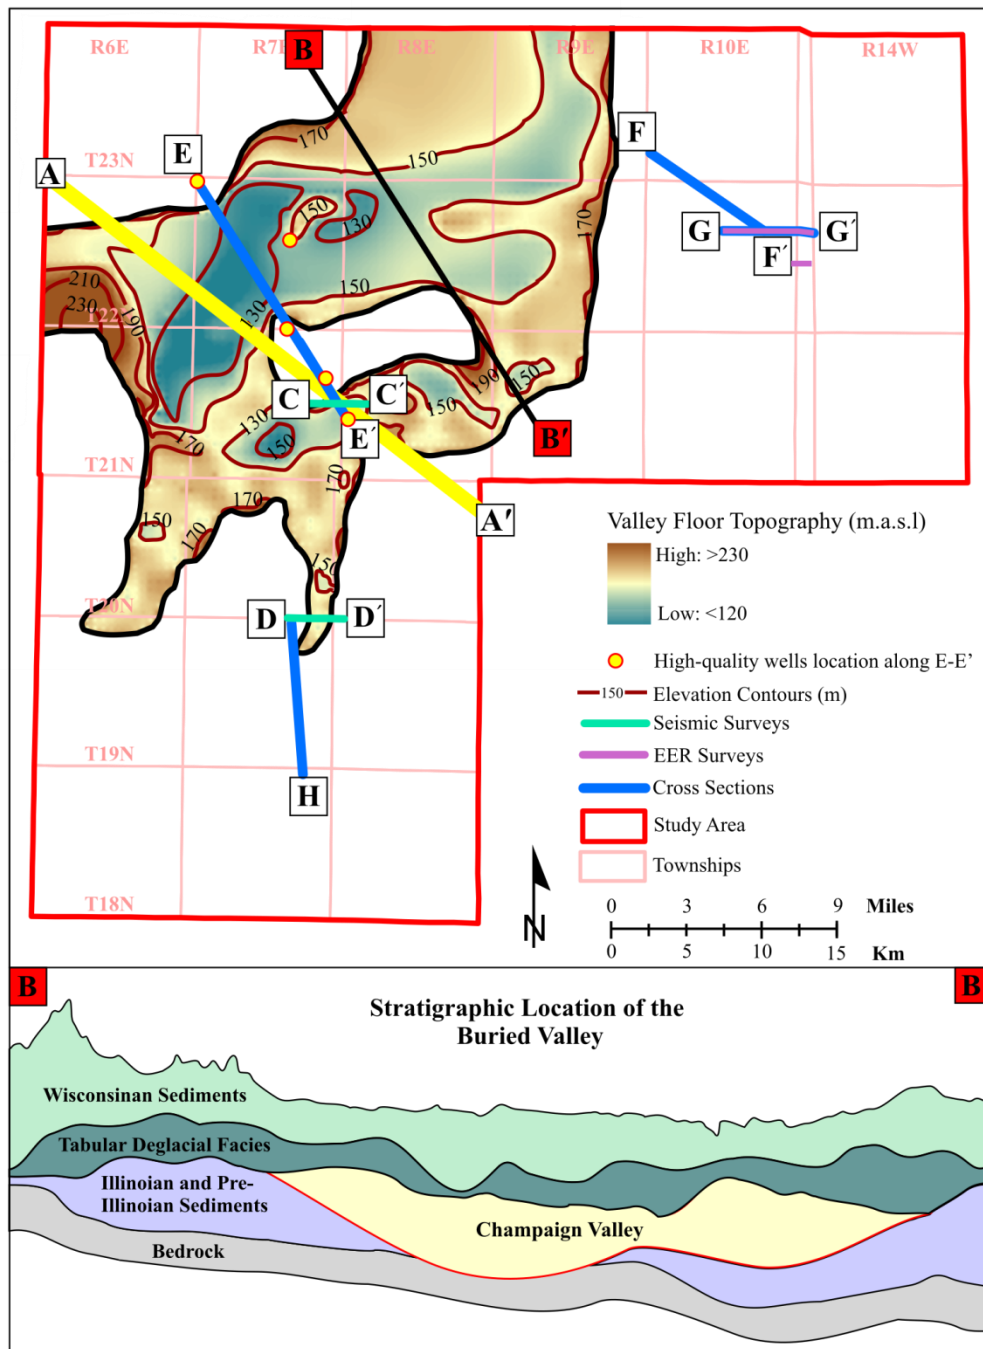 R6E
R7E
R8E
R9E
R10E
R14W
B
F
170
150
T23N
E
A
150
130
170
G
G′
F′
210
230
T22
190
150
130
C
C′
190
150
150
130
150
E′
B′
170
T21N
170
A′
150
170
170
150
T20N
D
D′
T19N
H
T18N
Valley Floor Topography (m.a.s.l)
High: >230
Low: <120
High-quality wells location along E-E’
150
Elevation Contours (m)
Seismic Surveys
EER Surveys
Cross Sections
Study Area
Townships
N
0 3 6 9 Miles
0 5 10 15 Km
B
B
Stratigraphic Location of the
Buried Valley
Wisconsinan Sediments
Tabular Deglacial Facies
Illinoian and Pre-
Illinoian Sediments
Champaign Valley
Bedrock